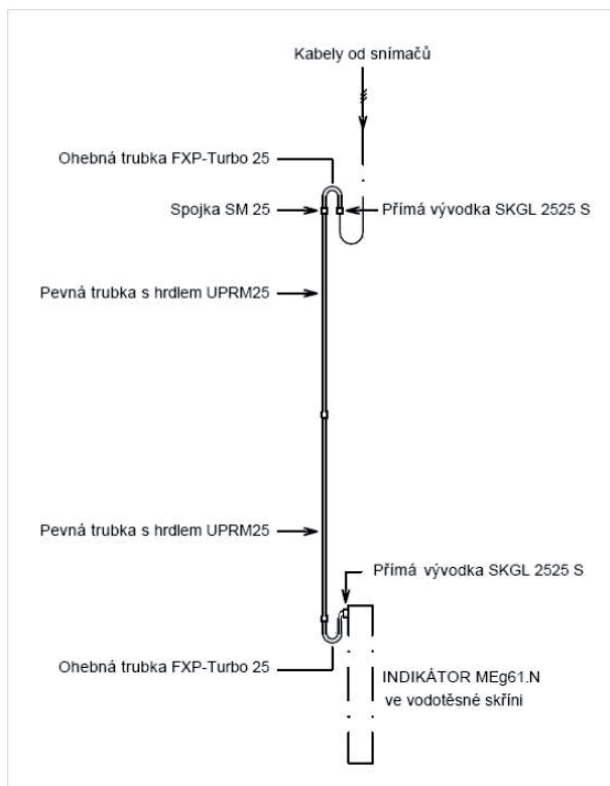 Kabely od snímačů
Ohebná trubka FXP-Turbo 25
Spojka SM 25
Přímá vývodka SKGL 2525 S
Pevná trubka s hrdlem UPRM25
Pevná trubka s hrdlem UPRM25
Přímá vývodka SKGL 2525 S
Ohebná trubka FXP-Turbo 25
INDIKÁTOR MEg61.N
ve vodotěsné skříni